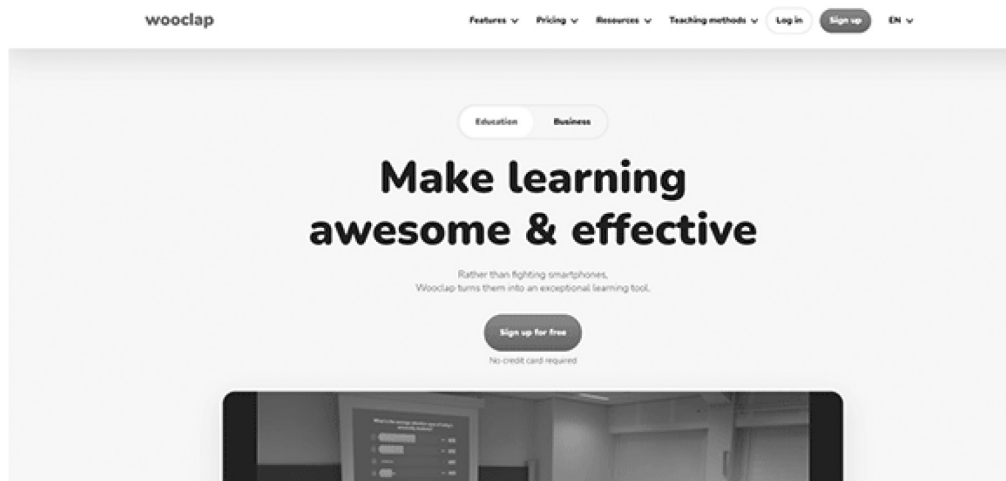 wooclap
Features Pricing Resources Teaching methods Log in Sign up EN
Education Business
Make learning
awesome & effective
Rather than fighting smartphones,
Wooclap turns them into an exceptional learning tool.
Sign up for free
No credit card required